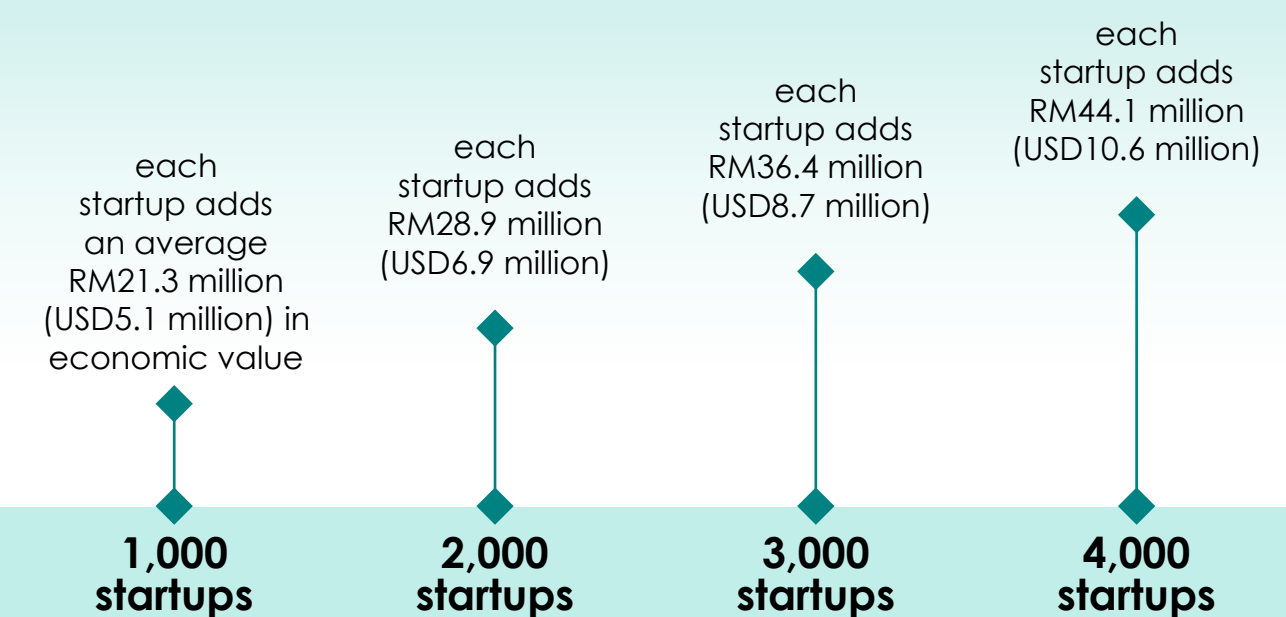 each
startup adds
an average
RM21.3 million
(USD5.1 million) in
economic value
each
startup adds
RM28.9 million
(USD6.9 million)
each
startup adds
RM36.4 million
(USD8.7 million)
each
startup adds
RM44.1 million
(USD10.6 million)
1,000
startups
2,000
startups
3,000
startups
4,000
startups